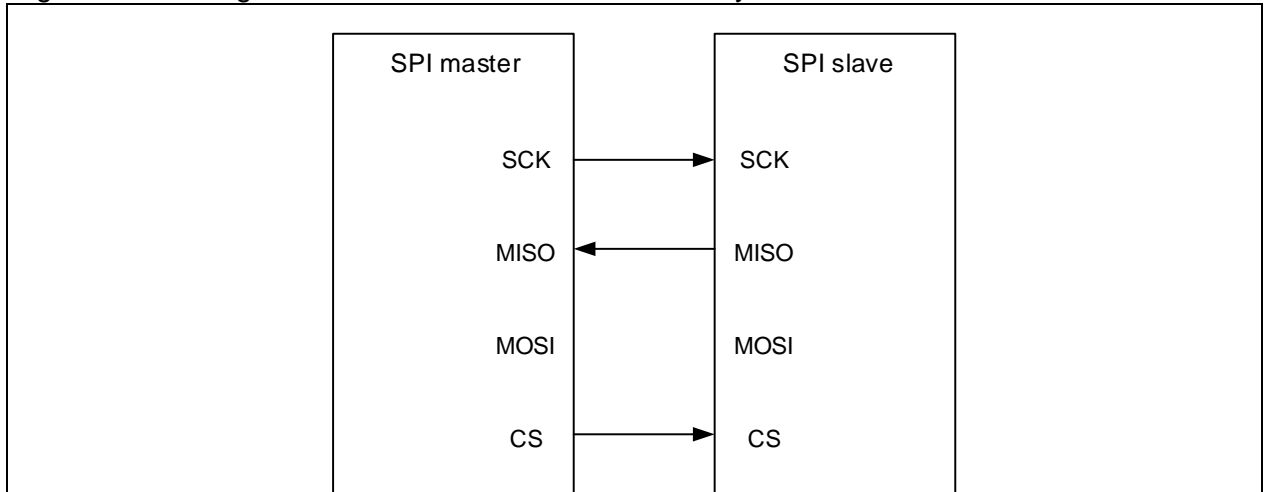 SPI master SPI slave
SCK SCK
MISO MISO
MOSI MOSI
CS CS